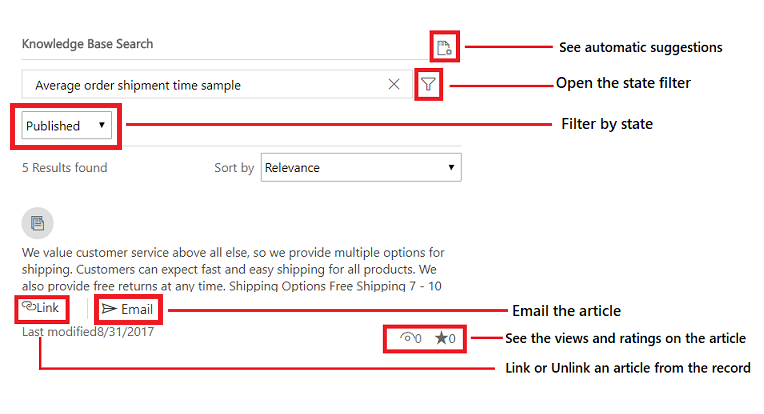 Knowledge Base Search
See automatic suggestions
Average order shipment time sample
Open the state filter
Published
Filter by state
5 Results found
Sort by
Relevance
We value customer service above all else, so we provide multiple options for
shipping. Customers can expect fast and easy shipping for all products. We
also provide free returns at any time. Shipping Options Free Shipping 7 - 10
Link
Email
Email the article
Last modified8/31/2017
0
0
See the views and ratings on the article
Link or Unlink an article from the record